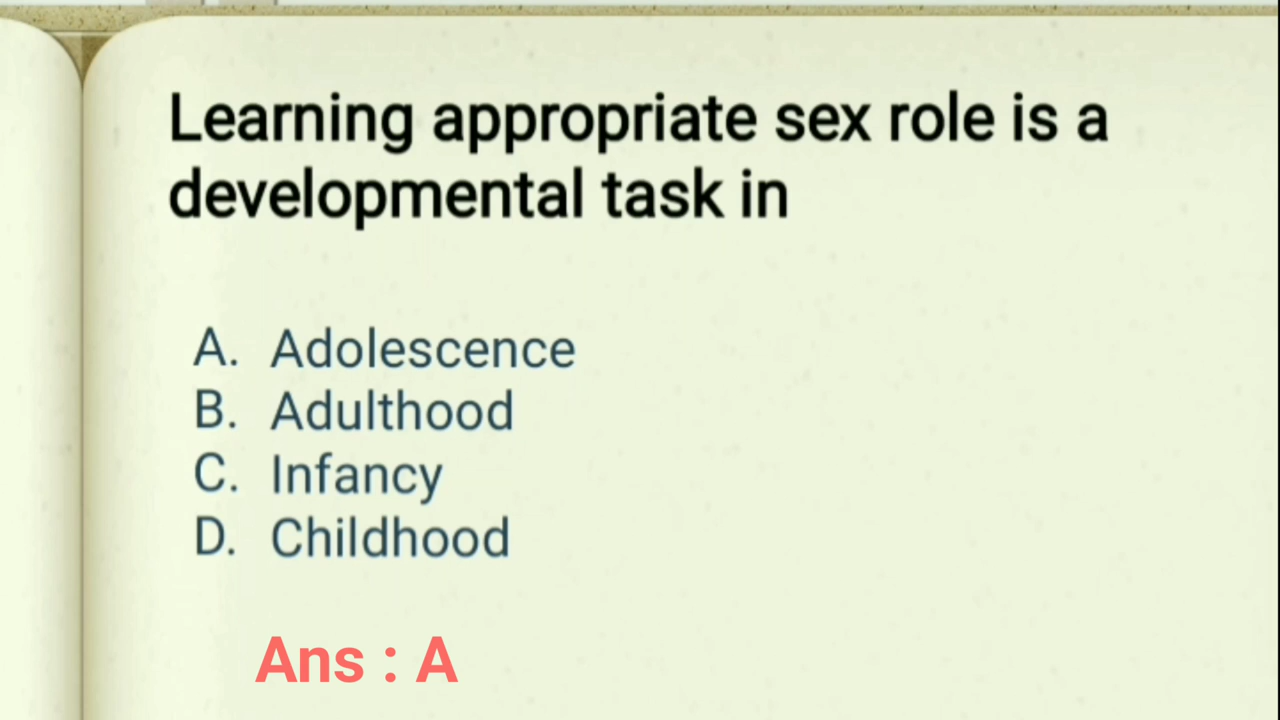 Learning appropriate sex role is a
developmental task in
A. Adolescence
B. Adulthood
C. Infancy
D. Childhood
Ans : A